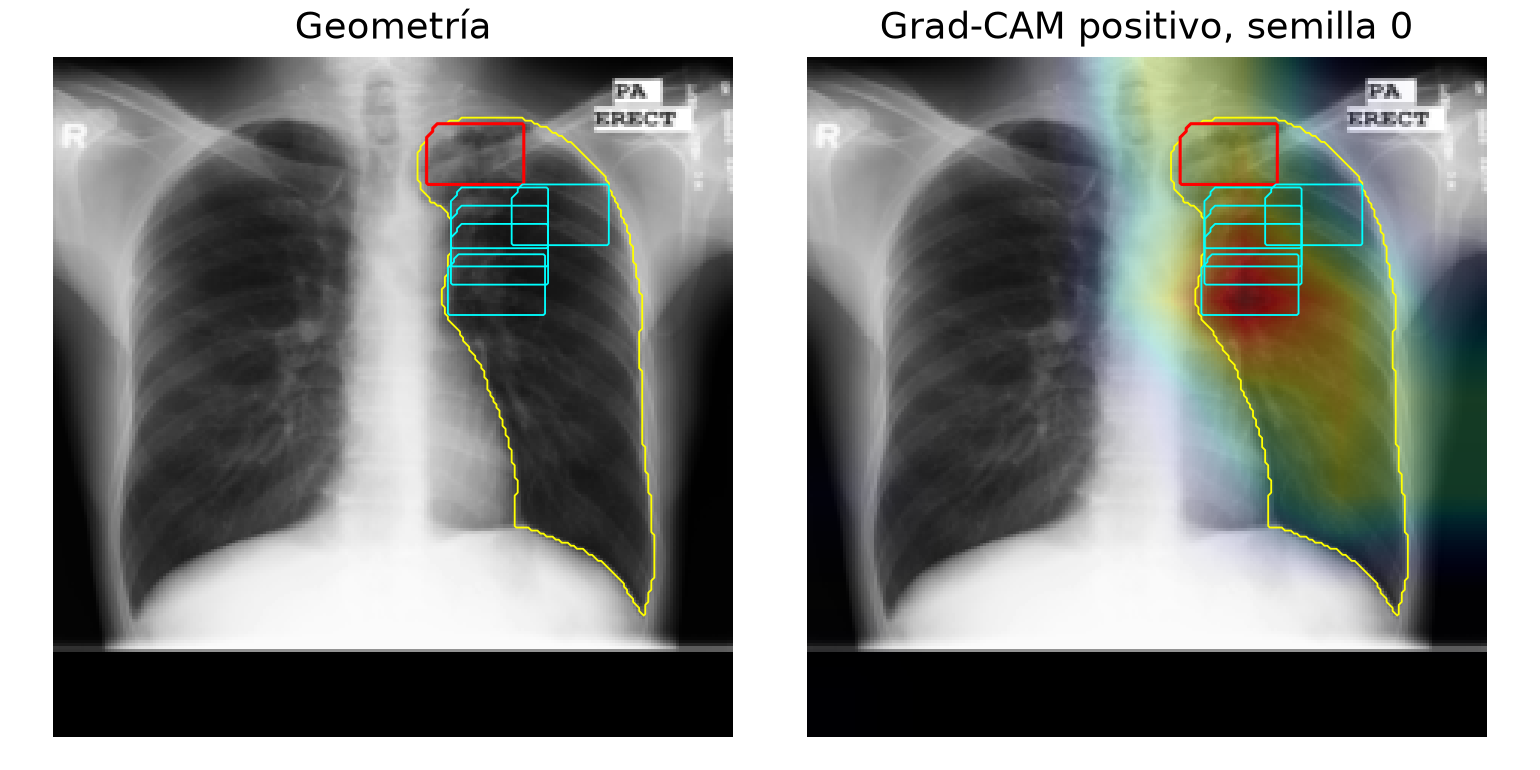 Geometría
Grad-CAM positivo, semilla 0
PA
ERECT
R
PA
ERECT
R